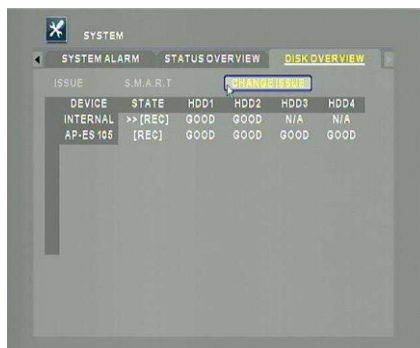 SYSTEM
SYSTEM ALARM STATUS OVERVIEW DISK OVERVIEW
ISSUE S.M.A.R.T CHANGE ISSUE
DEVICE STATE HDD1 HDD2 HDD3 HDD4
INTERNAL >> [REC] GOOD GOOD N/A N/A
AP-ES 105 [REC] GOOD GOOD GOOD GOOD